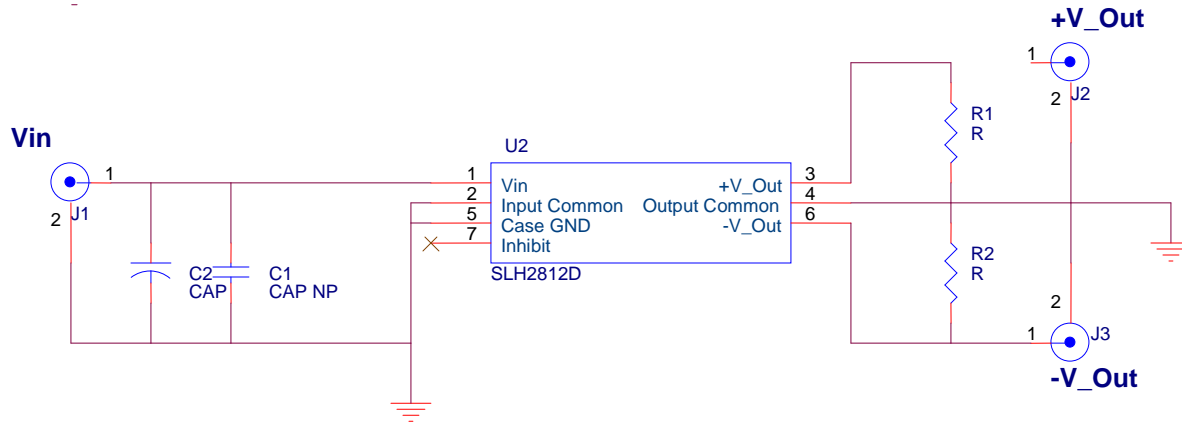 +V_Out
1
2
J2
Vin
1
2
J1
C2
CAP
C1
CAP NP
U2
1
Vin
2
Input Common
5
Case GND
7
Inhibit
+V_Out
3
Output Common
4
-V_Out
6
SLH2812D
R1
R
R2
R
2
1
J3
-V_Out